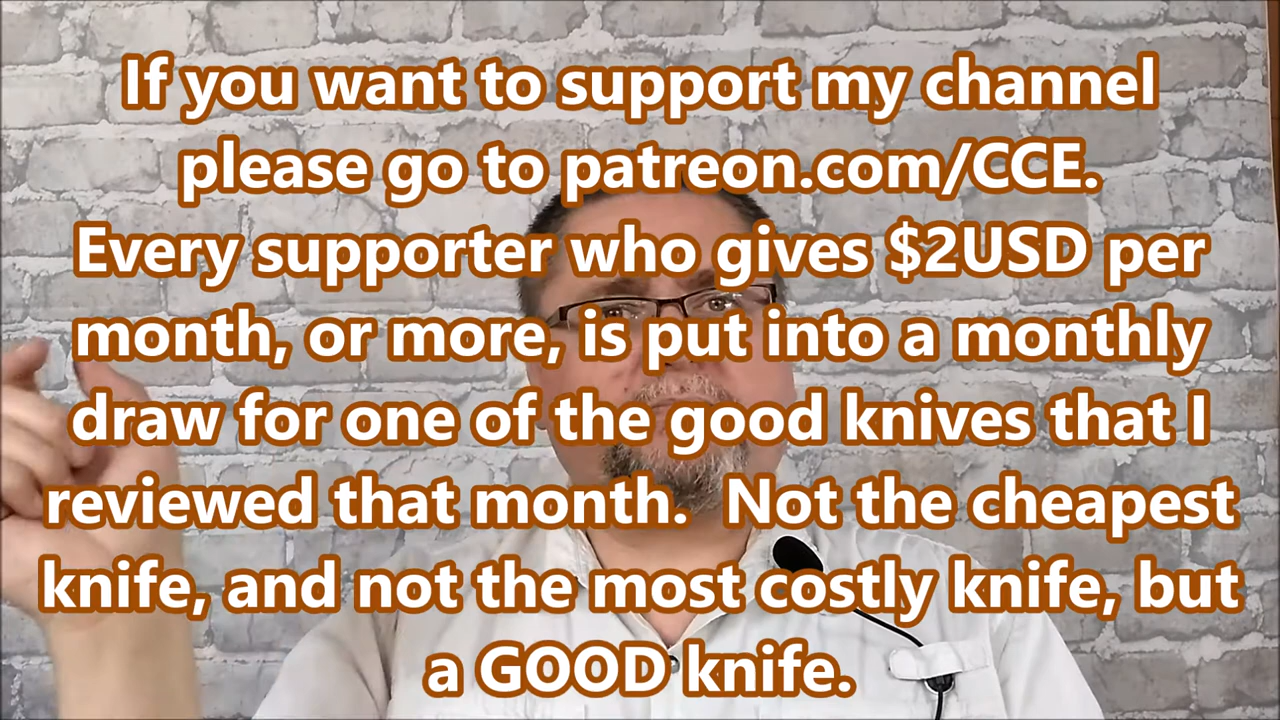 If you want to support my channel
please go to patreon.com/CCE.
Every supporter who gives $2USD per
month, or more, is put into a monthly
draw for one of the good knives that I
reviewed that month.  Not the cheapest
knife, and not the most costly knife, but
a GOOD knife.